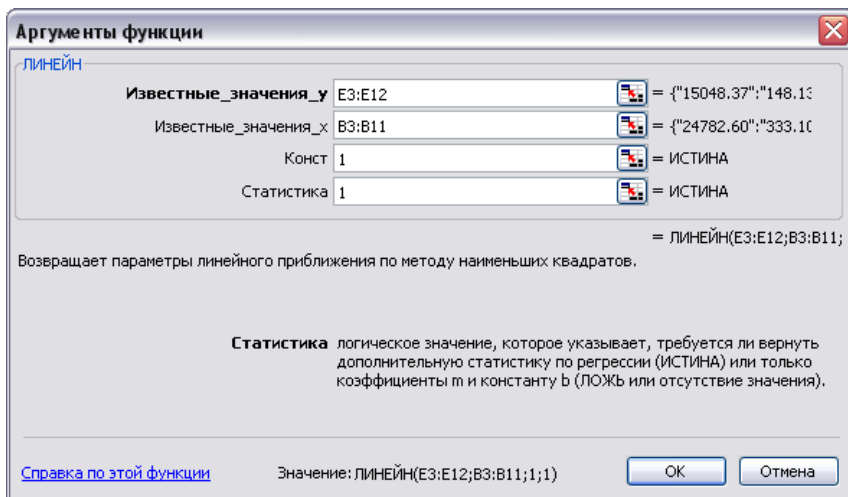 Аргументы функции
ЛИНЕЙН
Известные_значения_y E3:E12 = {"15048.37":"148.13
Известные_значения_x B3:B11 = {"24782.60":"333.10
Конст 1 = ИСТИНА
Статистика 1 = ИСТИНА
= ЛИНЕЙН(E3:E12;B3:B11;
Возвращает параметры линейного приближения по методу наименьших квадратов.
Статистика логическое значение, которое указывает, требуется ли вернуть
дополнительную статистику по регрессии (ИСТИНА) или только
коэффициенты m и константу b (ЛОЖЬ или отсутствие значения).
Справка по этой функции Значение: ЛИНЕЙН(E3:E12;B3:B11;1;1) ОК Отмена